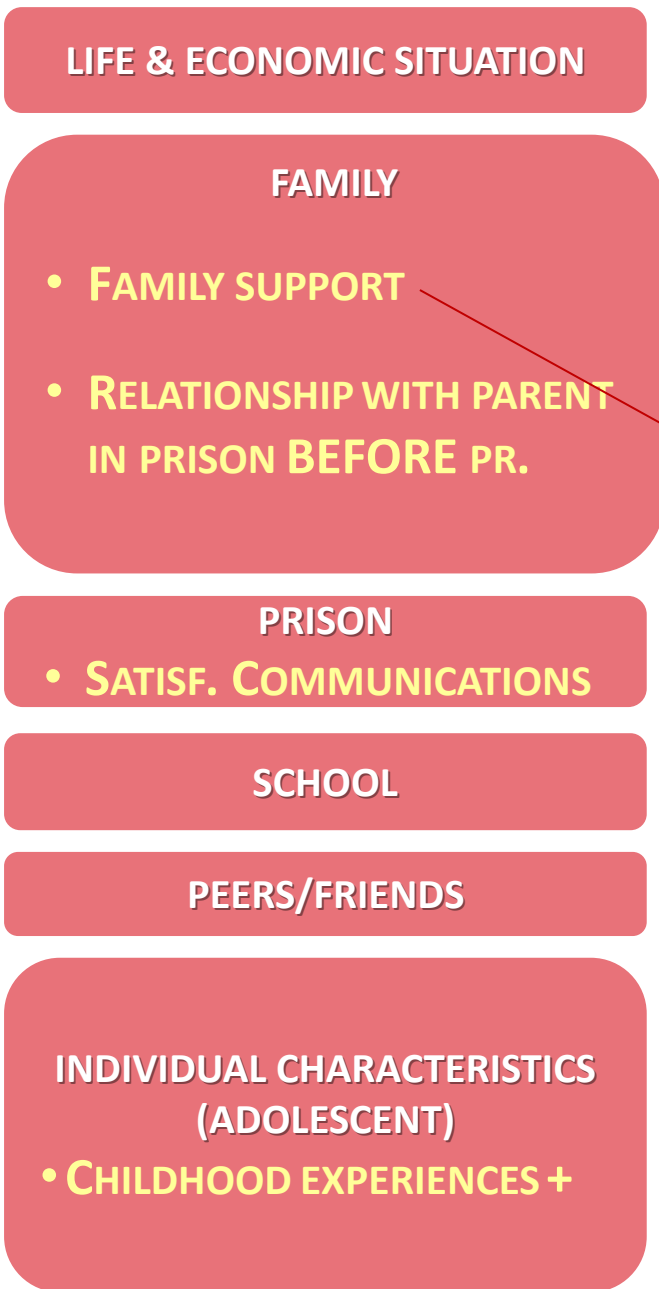 LIFE & ECONOMIC SITUATION
FAMILY
• FAMILY SUPPORT
• RELATIONSHIP WITH PARENT
IN PRISON BEFORE PR.
PRISON
• SATISF. COMMUNICATIONS
SCHOOL
PEERS/FRIENDS
INDIVIDUAL CHARACTERISTICS
(ADOLESCENT)
• CHILDHOOD EXPERIENCES +